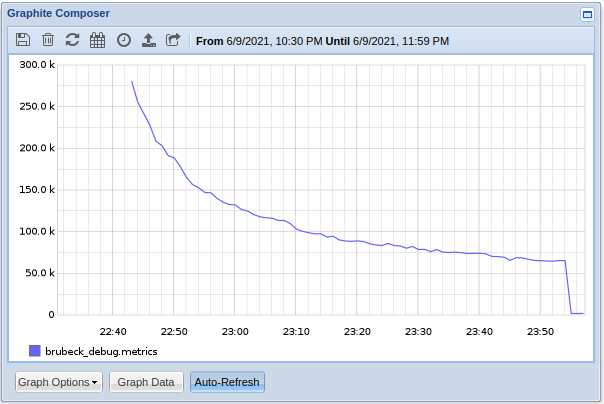 Graphite Composer
From 6/9/2021, 10:30 PM Until 6/9/2021, 11:59 PM
300.0 k
250.0 k
200.0 k
150.0 k
100.0 k
50.0 k
0
22:40 22:50 23:00 23:10 23:20 23:30 23:40 23:50
brubeck_debug.metrics
Graph Options Graph Data Auto-Refresh